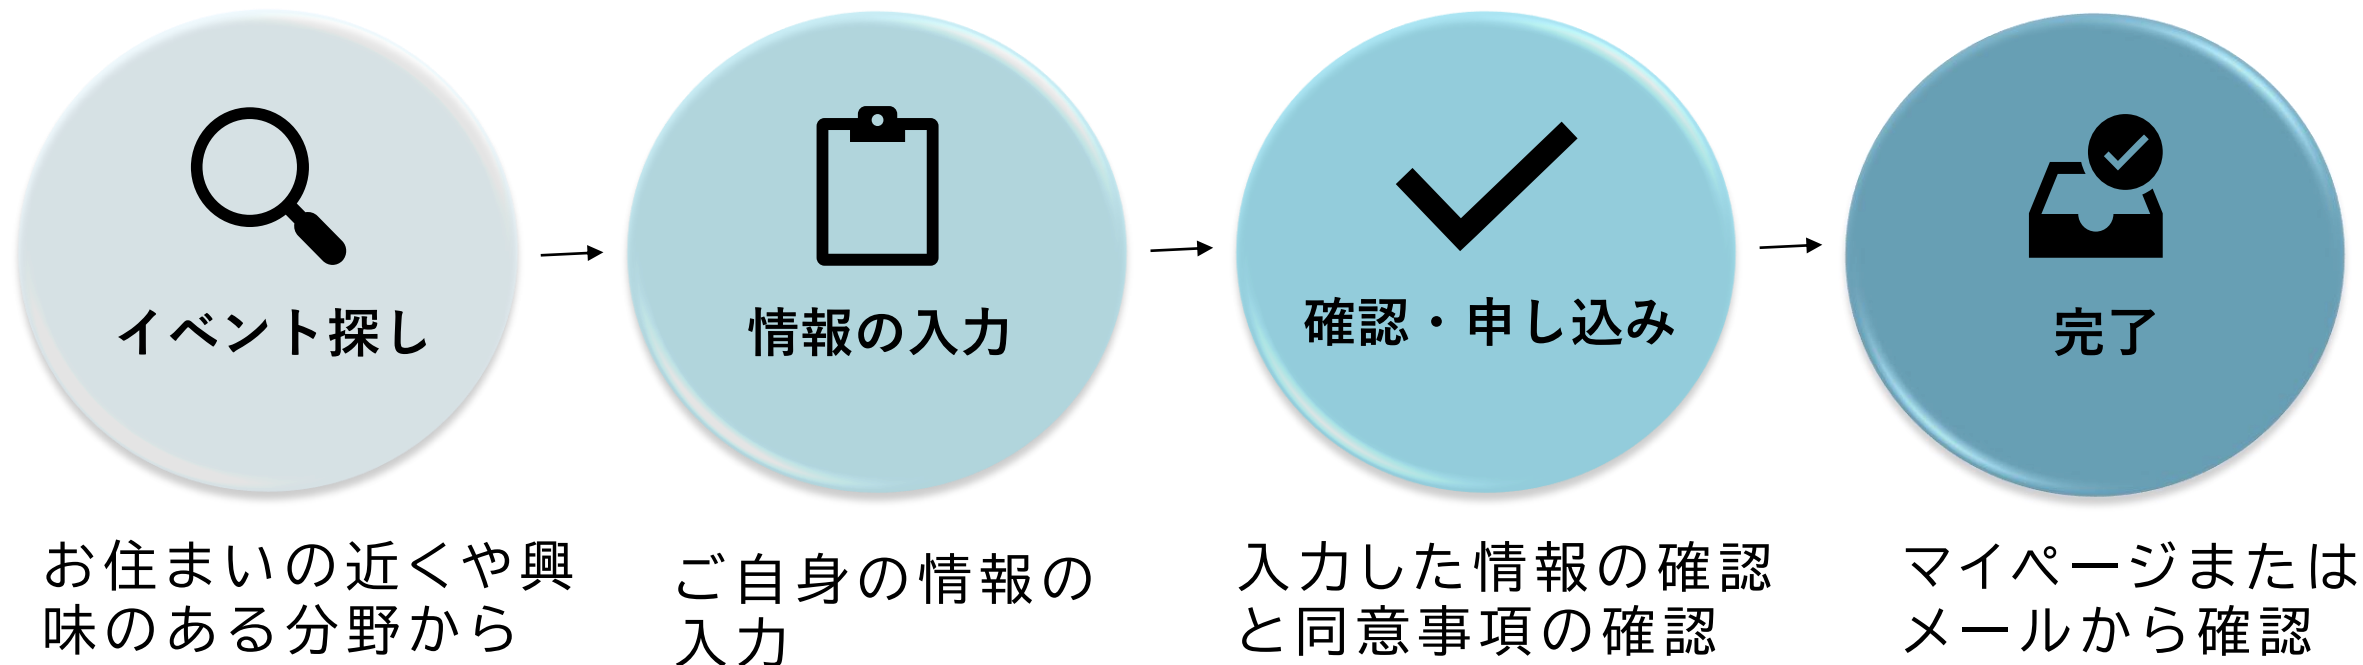 イベント探し
情報の入力
確認・申し込み
完了
お住まいの近くや興
味のある分野から
ご自身の情報の
入力
入力した情報の確認
と同意事項の確認
マイページまたは
メールから確認